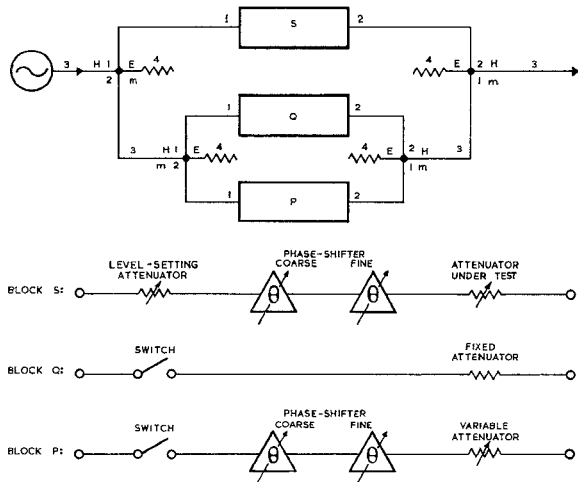 1 S 2
3 H 1 E 4
2 m
4 E 2 H 3
1 m
1 Q 2
3 H 1 E 4
m 2
4 E 2 3
1 m
1 P 2
LEVEL-SETTING
ATTENUATOR
PHASE-SHIFTER
COARSE FINE
ATTENUATOR
UNDER TEST
BLOCK S: θ θ
SWITCH
FIXED
ATTENUATOR
BLOCK Q:
SWITCH
PHASE-SHIFTER
COARSE FINE
VARIABLE
ATTENUATOR
BLOCK P: θ θ